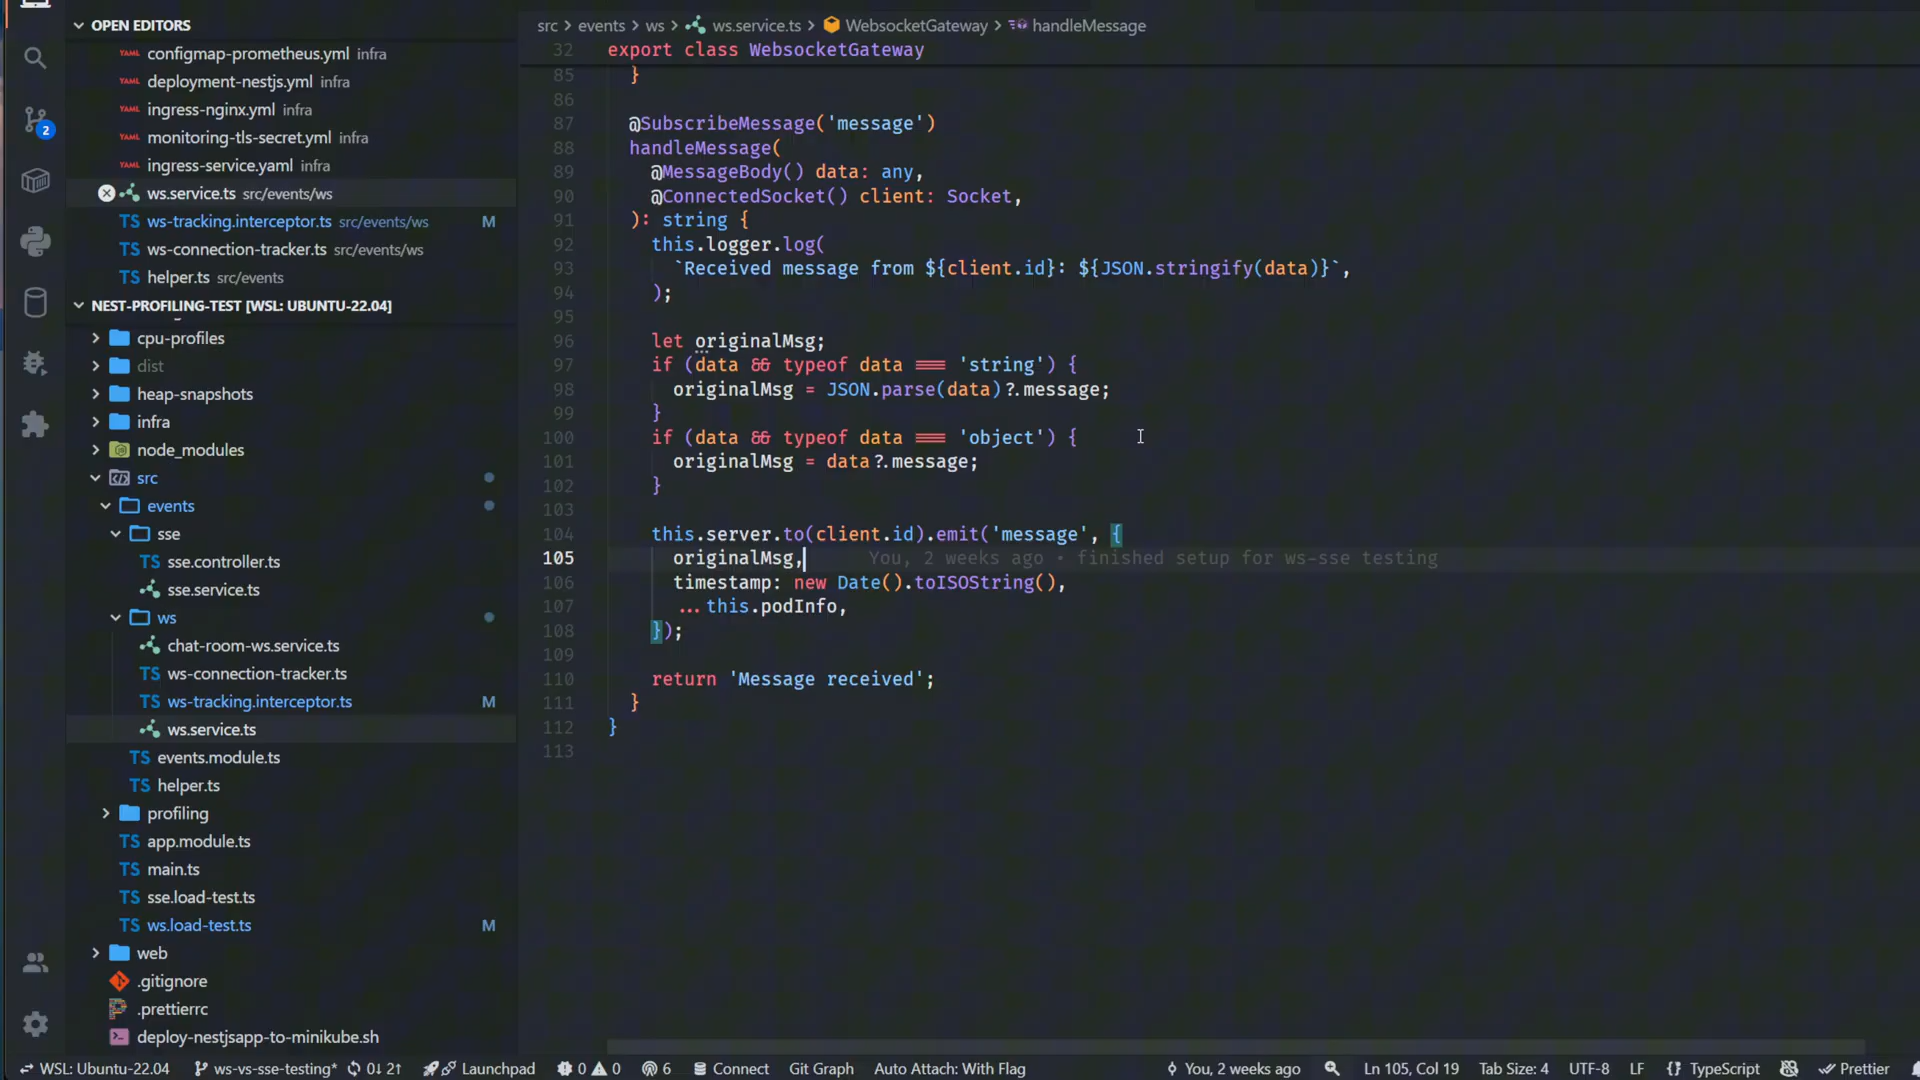 OPEN EDITORS
YAML configmap-prometheus.yml infra
YAML deployment-nestjs.yml infra
YAML ingress-nginx.yml infra
YAML monitoring-tls-secret.yml infra
YAML ingress-service.yaml infra
ws.service.ts src/events/ws
TS ws-tracking.interceptor.ts src/events/ws M
TS ws-connection-tracker.ts src/events/ws
TS helper.ts src/events
NEST-PROFILING-TEST [WSL: UBUNTU-22.04]
cpu-profiles
dist
heap-snapshots
infra
node_modules
src
events
sse
TS sse.controller.ts
TS sse.service.ts
ws
chat-room-ws.service.ts
TS ws-connection-tracker.ts
TS ws-tracking.interceptor.ts M
ws.service.ts
TS events.module.ts
TS helper.ts
profiling
TS app.module.ts
TS main.ts
TS sse.load-test.ts
TS ws.load-test.ts M
web
.gitignore
.prettierrc
deploy-nestjsapp-to-minikube.sh
2
src > events > ws > ws.service.ts > WebsocketGateway > handleMessage
32 export class WebsocketGateway
85 }
86
87 @SubscribeMessage('message')
88 handleMessage(
89 @MessageBody() data: any,
90 @ConnectedSocket() client: Socket,
91 ): string {
92 this.logger.log(
93 `Received message from ${client.id}: ${JSON.stringify(data)}`,
94 );
95
96 let originalMsg;
97 if (data && typeof data === 'string') {
98 originalMsg = JSON.parse(data)?.message;
99 }
100 if (data && typeof data === 'object') {
101 originalMsg = data?.message;
102 }
103
104 this.server.to(client.id).emit('message', {
105 originalMsg, You, 2 weeks ago • finished setup for ws-sse testing
106 timestamp: new Date().toISOString(),
107 ...this.podInfo,
108 });
109
110 return 'Message received';
111 }
112 }
113
WSL: Ubuntu-22.04 ws-vs-sse-testing* 0↓ 2↑ Launchpad 0 0 6 Connect Git Graph Auto Attach: With Flag You, 2 weeks ago Ln 105, Col 19 Tab Size: 4 UTF-8 LF {} TypeScript Prettier